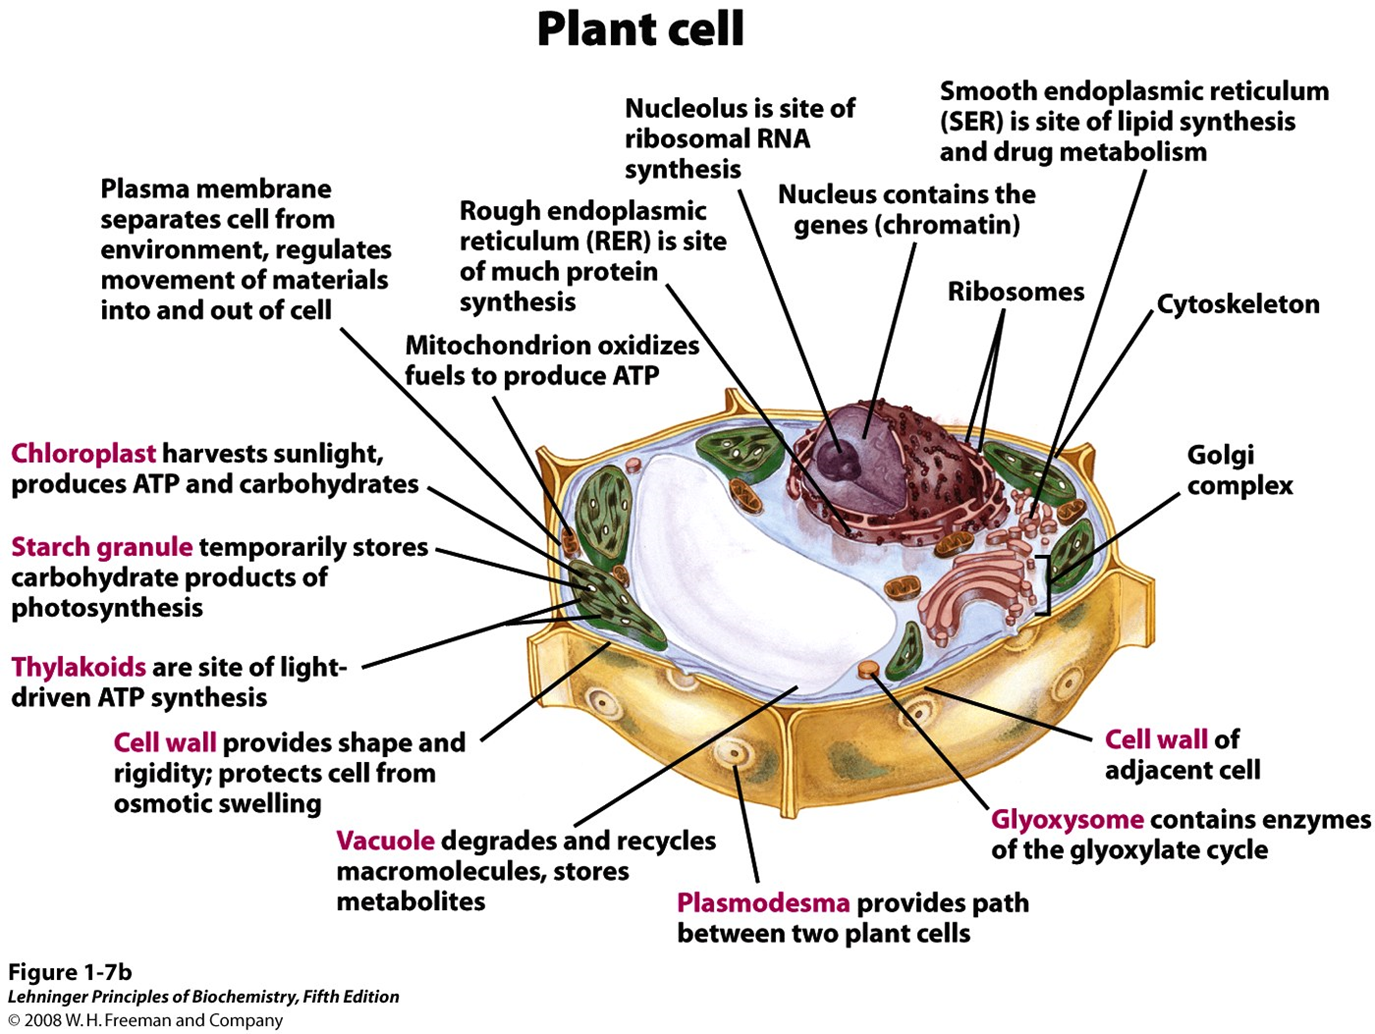 Plant cell
Nucleolus is site of
ribosomal RNA
synthesis
Smooth endoplasmic reticulum
(SER) is site of lipid synthesis
and drug metabolism
Plasma membrane
separates cell from
environment, regulates
movement of materials
into and out of cell
Rough endoplasmic
reticulum (RER) is site
of much protein
synthesis
Nucleus contains the
genes (chromatin)
Ribosomes
Cytoskeleton
Mitochondrion oxidizes
fuels to produce ATP
Chloroplast harvests sunlight,
produces ATP and carbohydrates
Golgi
complex
Starch granule temporarily stores
carbohydrate products of
photosynthesis
Thylakoids are site of light-
driven ATP synthesis
Cell wall provides shape and
rigidity; protects cell from
osmotic swelling
Cell wall of
adjacent cell
Vacuole degrades and recycles
macromolecules, stores
metabolites
Glyoxysome contains enzymes
of the glyoxylate cycle
Plasmodesma provides path
between two plant cells
Figure 1-7b
Lehninger Principles of Biochemistry, Fifth Edition
© 2008 W. H. Freeman and Company